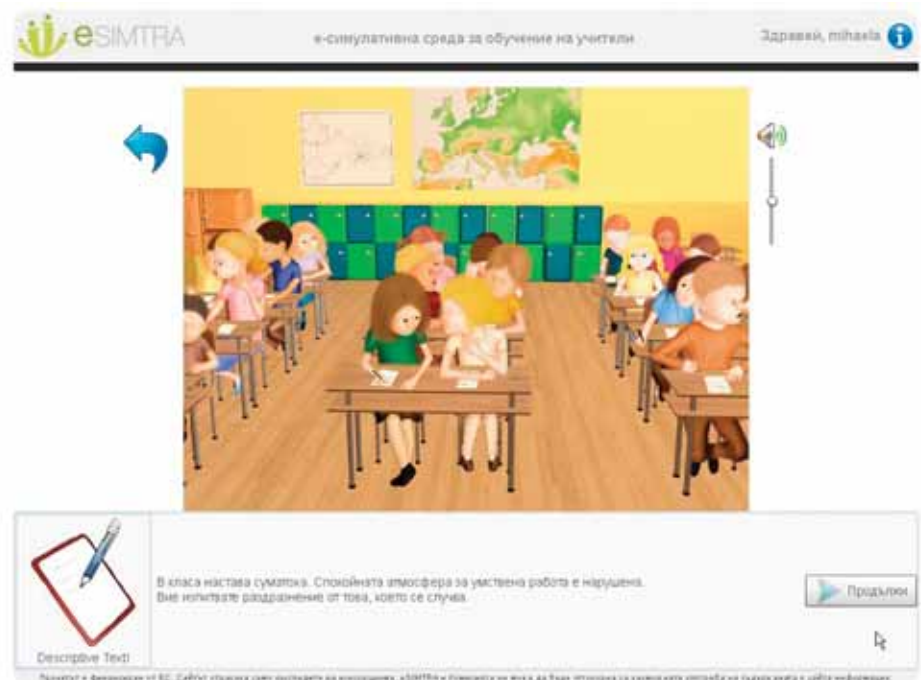 eSIMTRA
е-симулативна среда за обучение на учители
Здравей, mihaela
В класа настава суматоха. Спокойната атмосфера за умствена работа е нарушена.
Вие изпитвате раздразнение от това, което се случва.
Продължи
Descriptive Text!